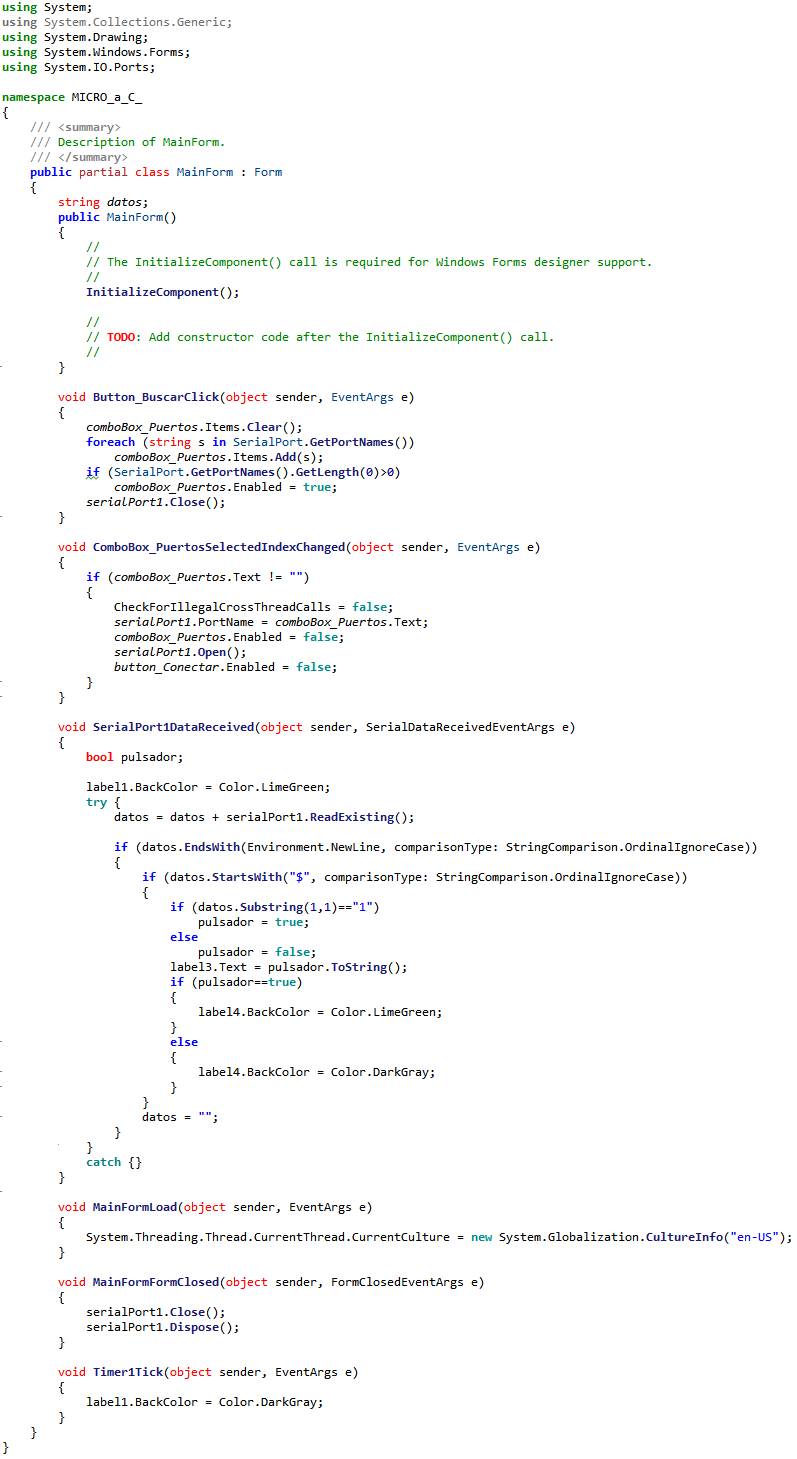 using System;
using System.Collections.Generic;
using System.Drawing;
using System.Windows.Forms;
using System.IO.Ports;

namespace MICRO_a_C_
{
    /// <summary>
    /// Description of MainForm.
    /// </summary>
    public partial class MainForm : Form
    {
        string datos;
        public MainForm()
        {
            //
            // The InitializeComponent() call is required for Windows Forms designer support.
            //
            InitializeComponent();

            //
            // TODO: Add constructor code after the InitializeComponent() call.
            //
        }

        void Button_BuscarClick(object sender, EventArgs e)
        {
            comboBox_Puertos.Items.Clear();
            foreach (string s in SerialPort.GetPortNames())
                comboBox_Puertos.Items.Add(s);
            if (SerialPort.GetPortNames().GetLength(0)>0)
                comboBox_Puertos.Enabled = true;
            serialPort1.Close();
        }

        void ComboBox_PuertosSelectedIndexChanged(object sender, EventArgs e)
        {
            if (comboBox_Puertos.Text != "")
            {
                CheckForIllegalCrossThreadCalls = false;
                serialPort1.PortName = comboBox_Puertos.Text;
                comboBox_Puertos.Enabled = false;
                serialPort1.Open();
                button_Conectar.Enabled = false;
            }
        }

        void SerialPort1DataReceived(object sender, SerialDataReceivedEventArgs e)
        {
            bool pulsador;

            label1.BackColor = Color.LimeGreen;
            try {
                datos = datos + serialPort1.ReadExisting();

                if (datos.EndsWith(Environment.NewLine, comparisonType: StringComparison.OrdinalIgnoreCase))
                {
                    if (datos.StartsWith("$", comparisonType: StringComparison.OrdinalIgnoreCase))
                    {
                        if (datos.Substring(1,1)=="1")
                            pulsador = true;
                        else
                            pulsador = false;
                        label3.Text = pulsador.ToString();
                        if (pulsador==true)
                        {
                            label4.BackColor = Color.LimeGreen;
                        }
                        else
                        {
                            label4.BackColor = Color.DarkGray;
                        }
                    }
                    datos = "";
                }
            }
            catch {}
        }

        void MainFormLoad(object sender, EventArgs e)
        {
            System.Threading.Thread.CurrentThread.CurrentCulture = new System.Globalization.CultureInfo("en-US");
        }

        void MainFormFormClosed(object sender, FormClosedEventArgs e)
        {
            serialPort1.Close();
            serialPort1.Dispose();
        }

        void Timer1Tick(object sender, EventArgs e)
        {
            label1.BackColor = Color.DarkGray;
        }
    }
}